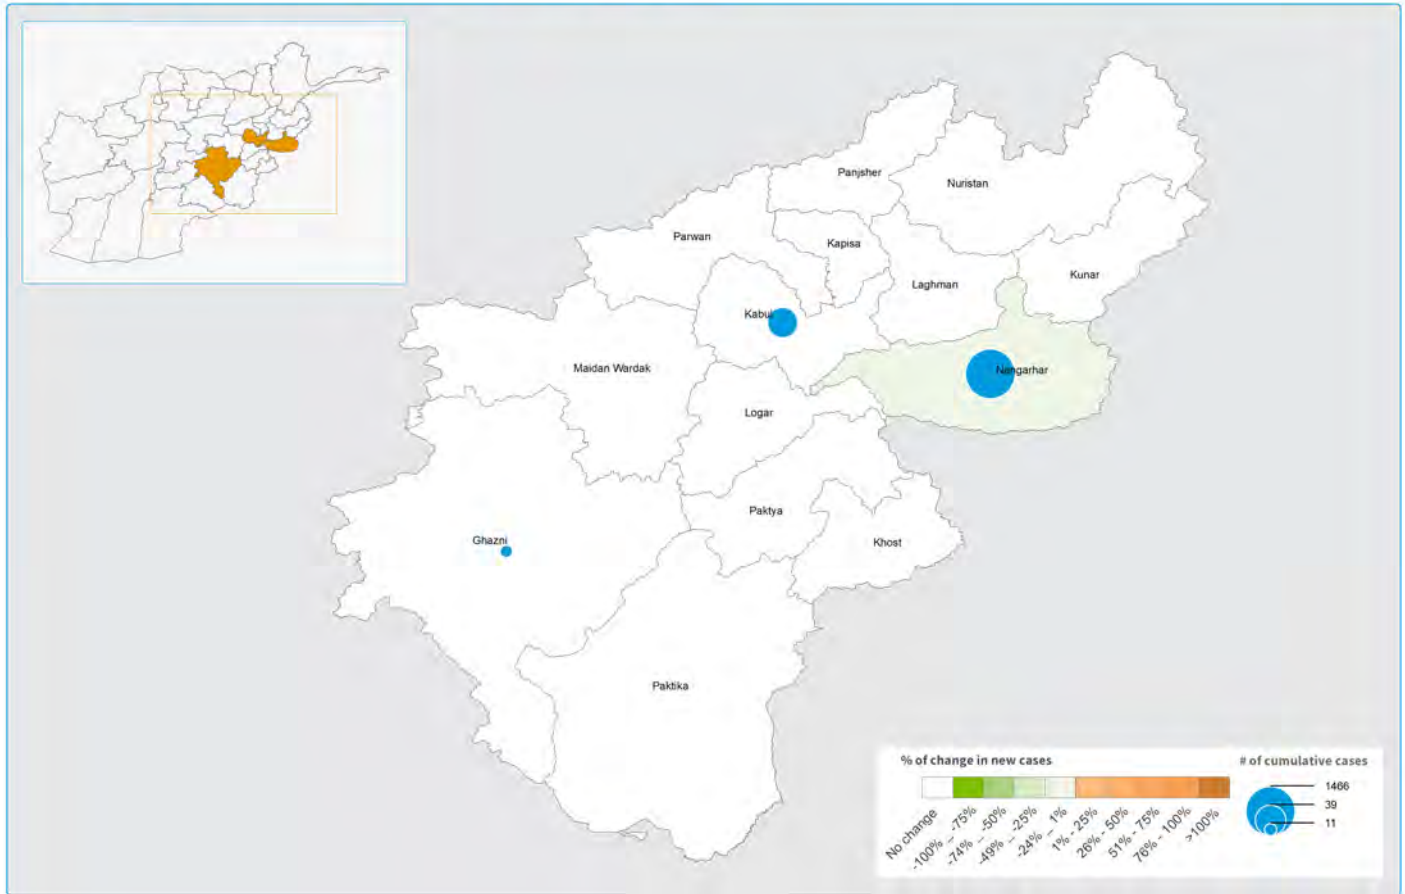 Panjsher
Nuristan
Parwan
Kapisa
Kunar
Laghman
Kabul
Maidan Wardak
Nangarhar
Logar
Paktya
Ghazni
Khost
Paktika
% of change in new cases
No change
-100% - -75%
-74% - -50%
-49% - -25%
-24% - -1%
1% - 25%
26% - 50%
51% - 75%
76% - 100%
>100%
# of cumulative cases
1466
39
11